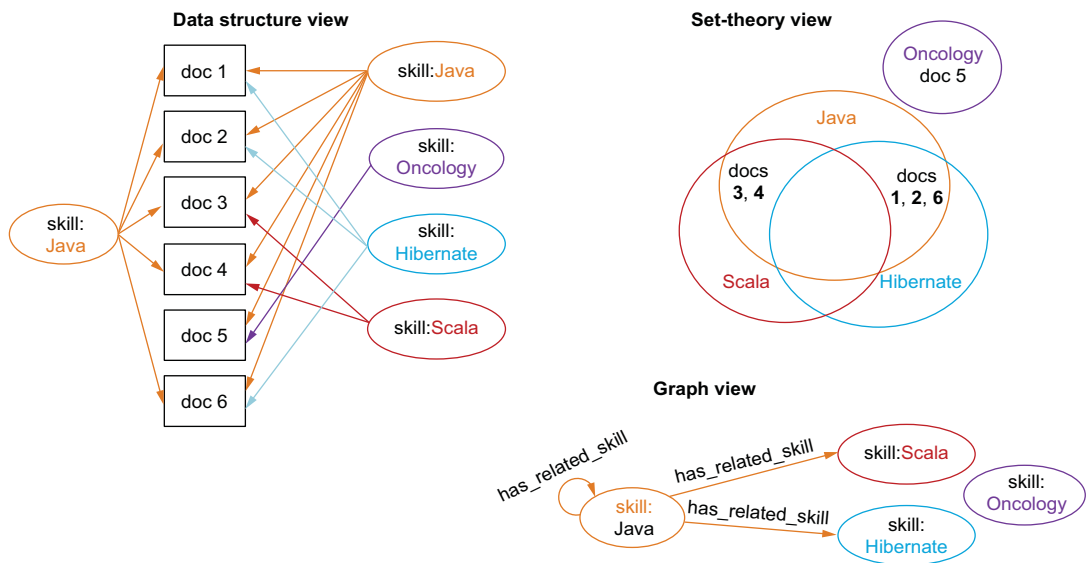 Data structure view
doc 1
doc 2
doc 3
doc 4
doc 5
doc 6
skill:
Java
skill:Java
skill:
Oncology
skill:
Hibernate
skill:Scala
Set-theory view
Oncology
doc 5
Java
docs
3, 4
docs
1, 2, 6
Scala
Hibernate
Graph view
has_related_skill
skill:
Java
has_related_skill
has_related_skill
skill:Scala
skill:
Oncology
skill:
Hibernate